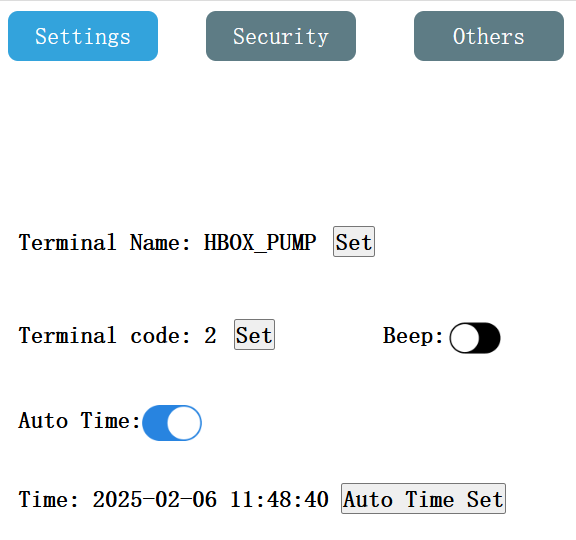 Settings Security Others
Terminal Name: HBOX_PUMP Set
Terminal code: 2 Set Beep:
Auto Time:
Time: 2025-02-06 11:48:40 Auto Time Set